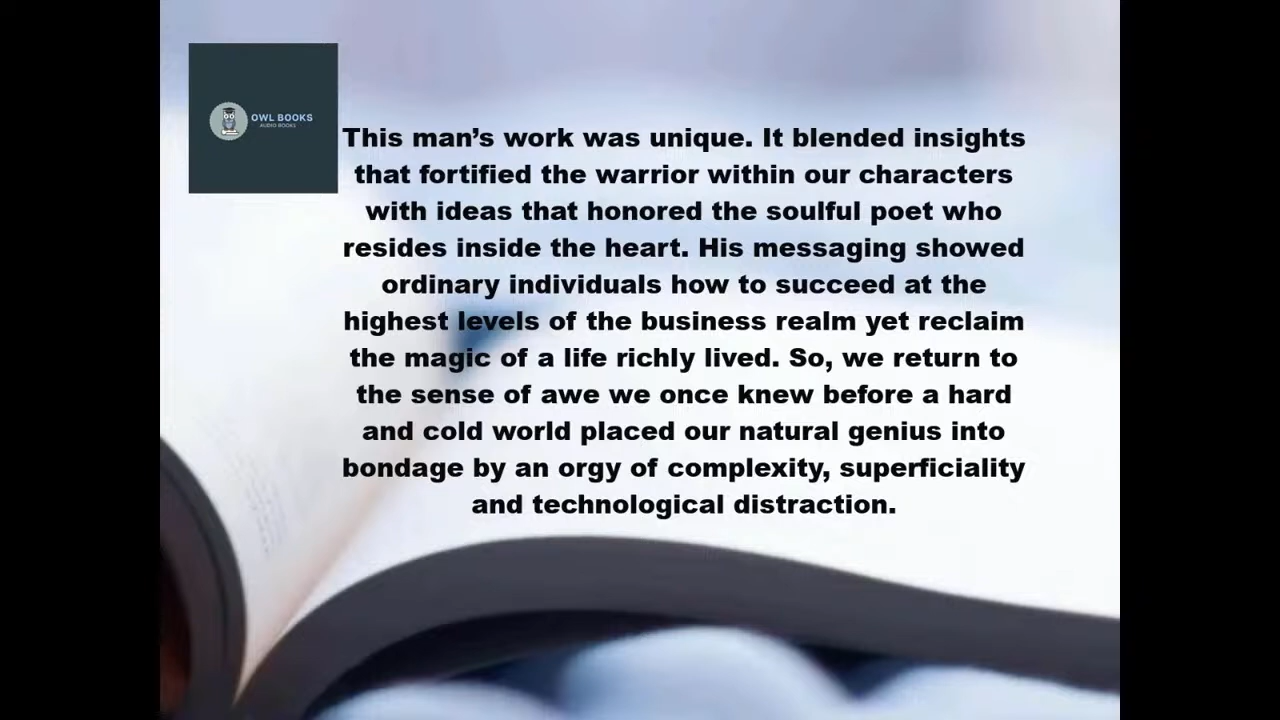 OWL BOOKS
AUDIO BOOKS
This man’s work was unique. It blended insights
that fortified the warrior within our characters
with ideas that honored the soulful poet who
resides inside the heart. His messaging showed
ordinary individuals how to succeed at the
highest levels of the business realm yet reclaim
the magic of a life richly lived. So, we return to
the sense of awe we once knew before a hard
and cold world placed our natural genius into
bondage by an orgy of complexity, superficiality
and technological distraction.